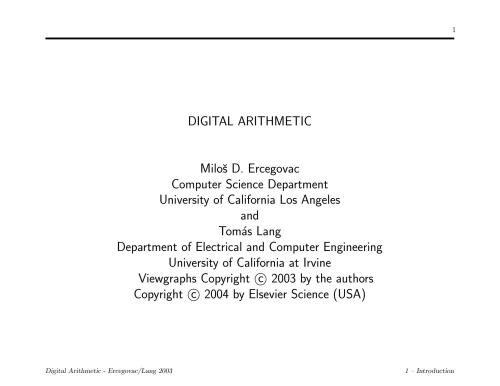 1
DIGITAL ARITHMETIC
Miloš D. Ercegovac
Computer Science Department
University of California Los Angeles
and
Tomás Lang
Department of Electrical and Computer Engineering
University of California at Irvine
Viewgraphs Copyright © 2003 by the authors
Copyright © 2004 by Elsevier Science (USA)
Digital Arithmetic - Ercegovac/Lang 2003 1 – Introduction